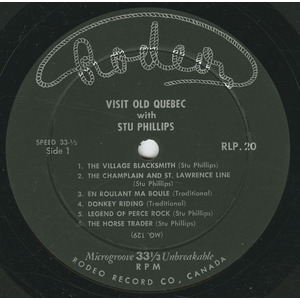 Rodeo
VISIT OLD QUEBEC
with
STU PHILLIPS
SPEED 33-⅓
Side 1
RLP. 20
1. THE VILLAGE BLACKSMITH (Stu Phillips)
2. THE CHAMPLAIN AND ST. LAWRENCE LINE
(Stu Phillips)
3. EN ROULANT MA BOULE (Traditional)
4. DONKEY RIDING (Traditional)
5. LEGEND OF PERCE ROCK (Stu Phillips)
6. THE HORSE TRADER (Stu Phillips)
(MG. 129)
Microgroove 33⅓ Unbreakable
RPM
RODEO RECORD CO., CANADA